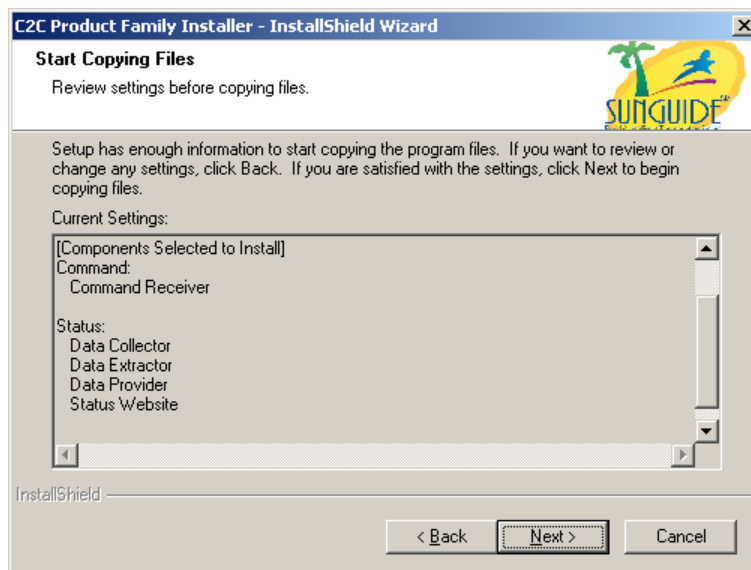 C2C Product Family Installer - InstallShield Wizard
Start Copying Files
Review settings before copying files.
SUNGUIDE
Setup has enough information to start copying the program files. If you want to review or
change any settings, click Back. If you are satisfied with the settings, click Next to begin
copying files.
Current Settings:
[Components Selected to Install]
Command:
Command Receiver
Status:
Data Collector
Data Extractor
Data Provider
Status Website
InstallShield
< Back
Next >
Cancel